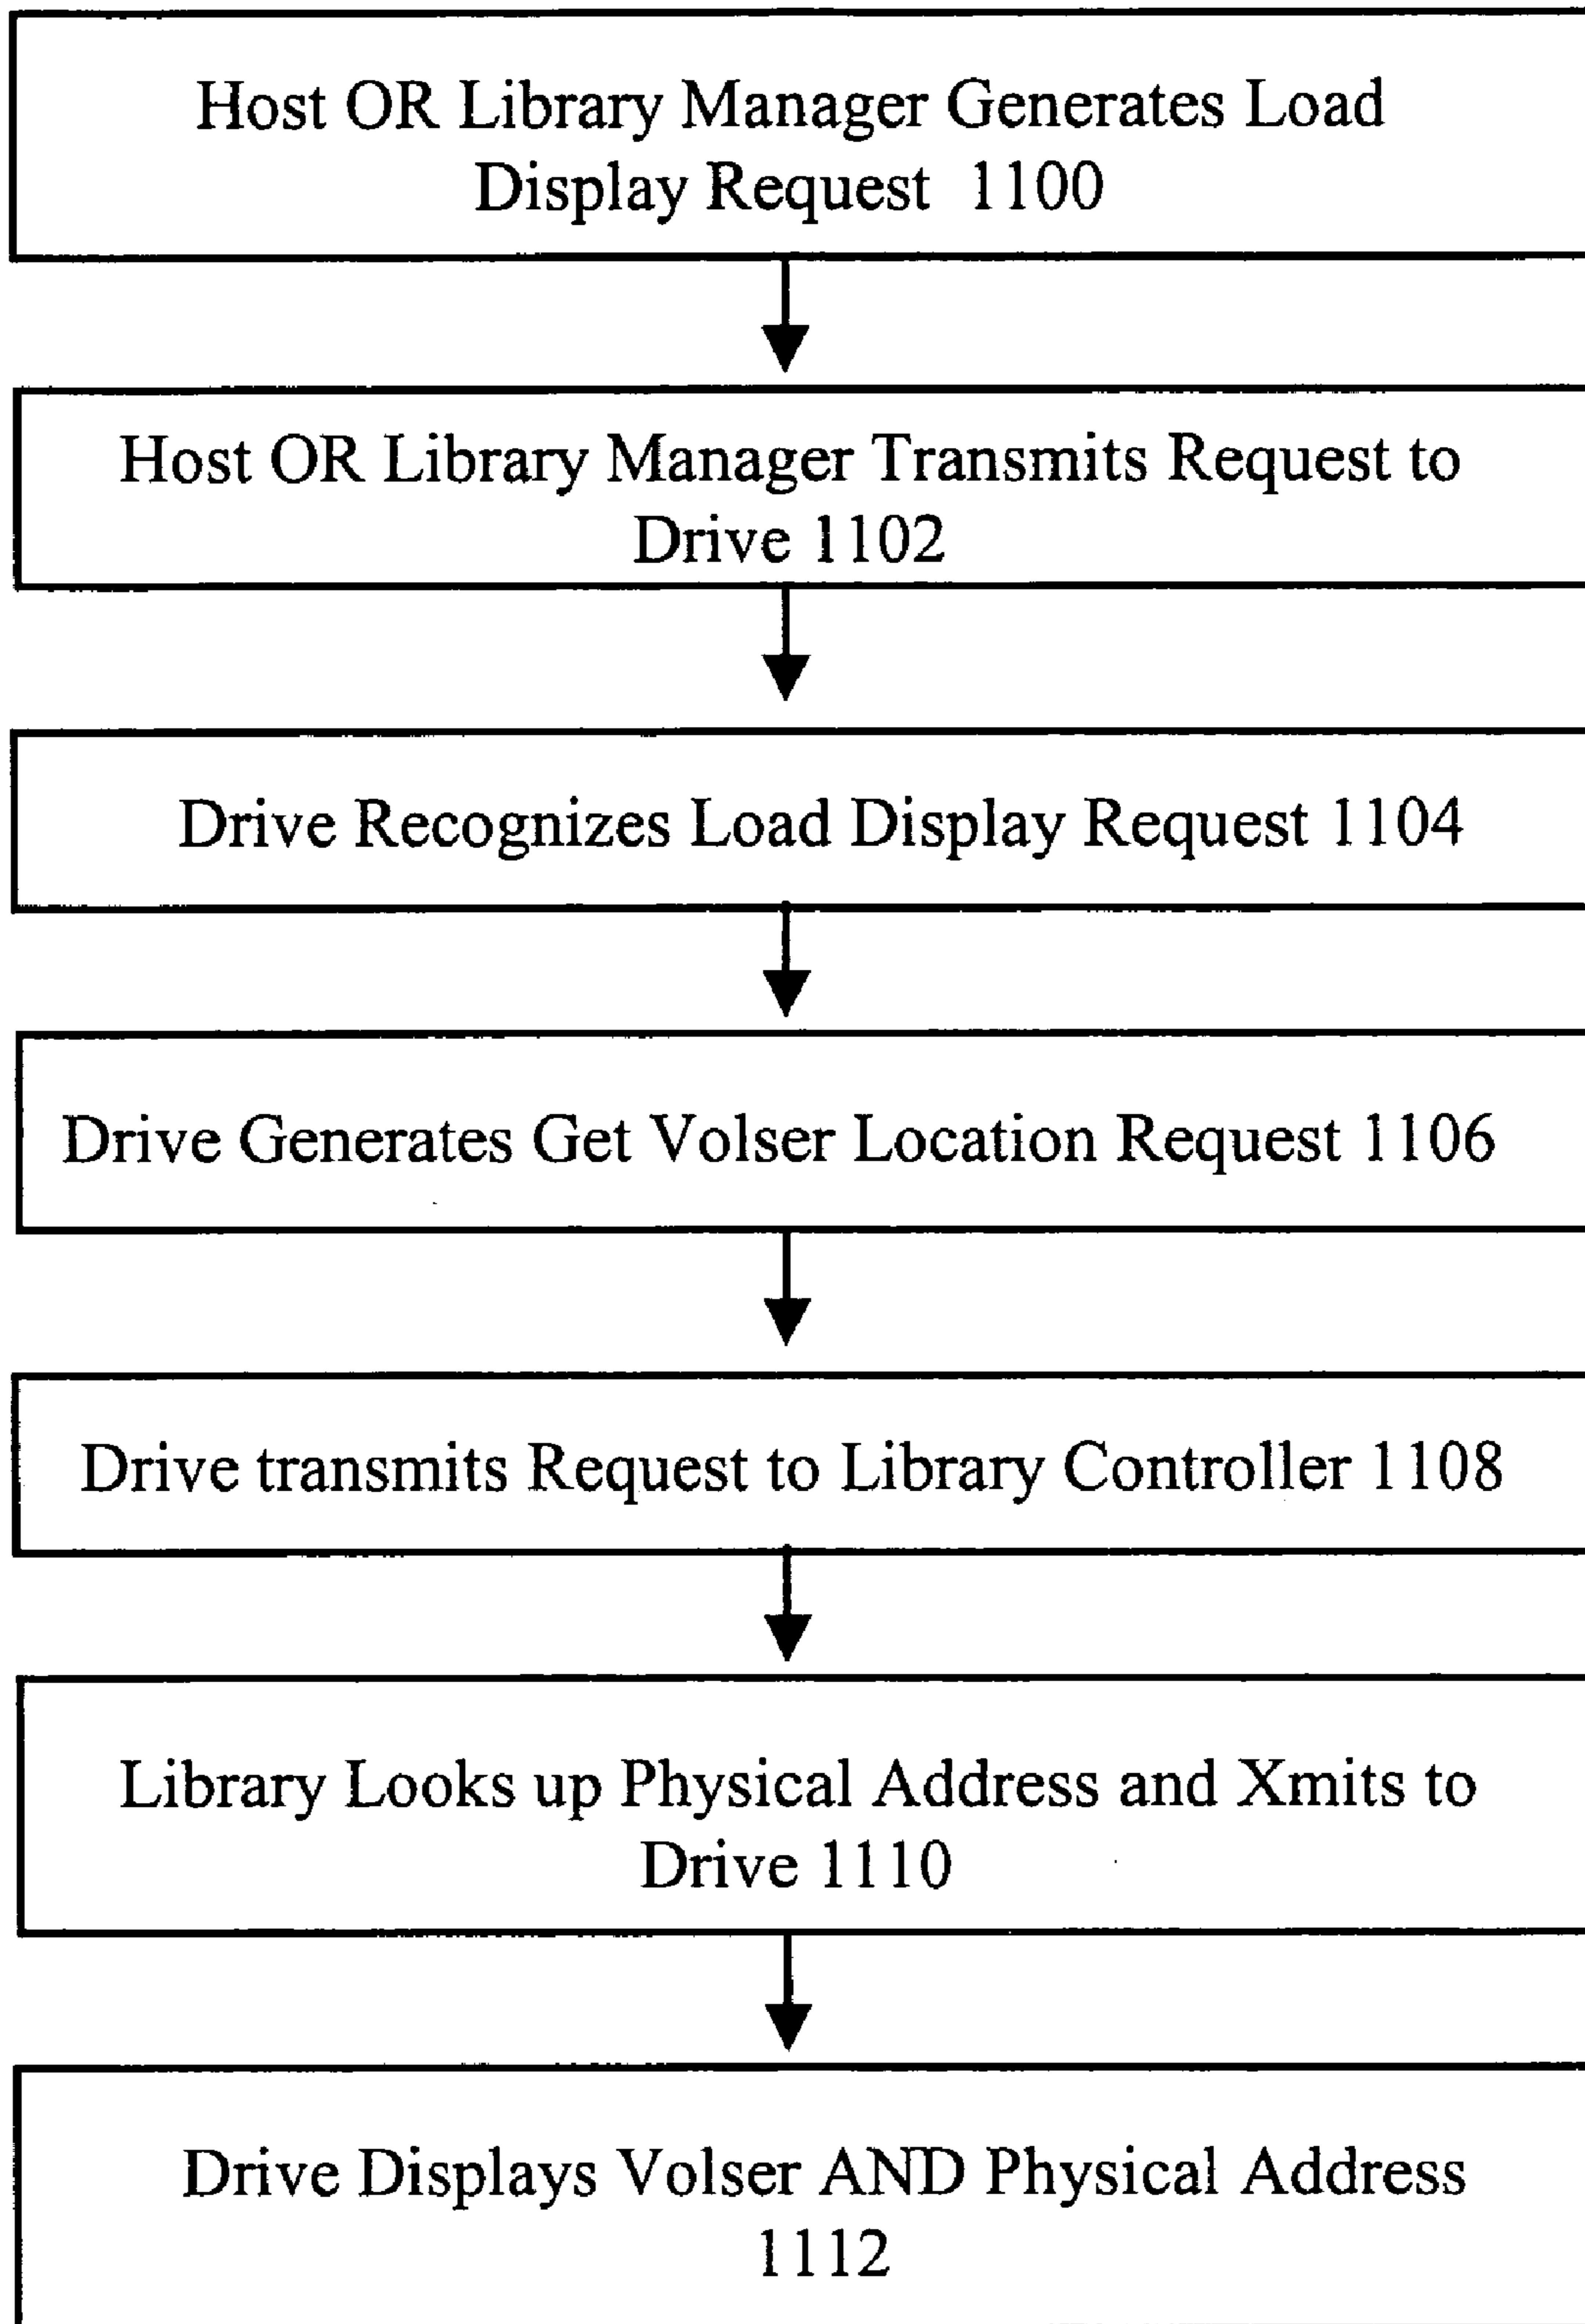 Host OR Library Manager Generates Load
Display Request 1100
Host OR Library Manager Transmits Request to
Drive 1102
Drive Recognizes Load Display Request 1104
Drive Generates Get Volser Location Request 1106
Drive transmits Request to Library Controller 1108
Library Looks up Physical Address and Xmits to
Drive 1110
Drive Displays Volser AND Physical Address
1112